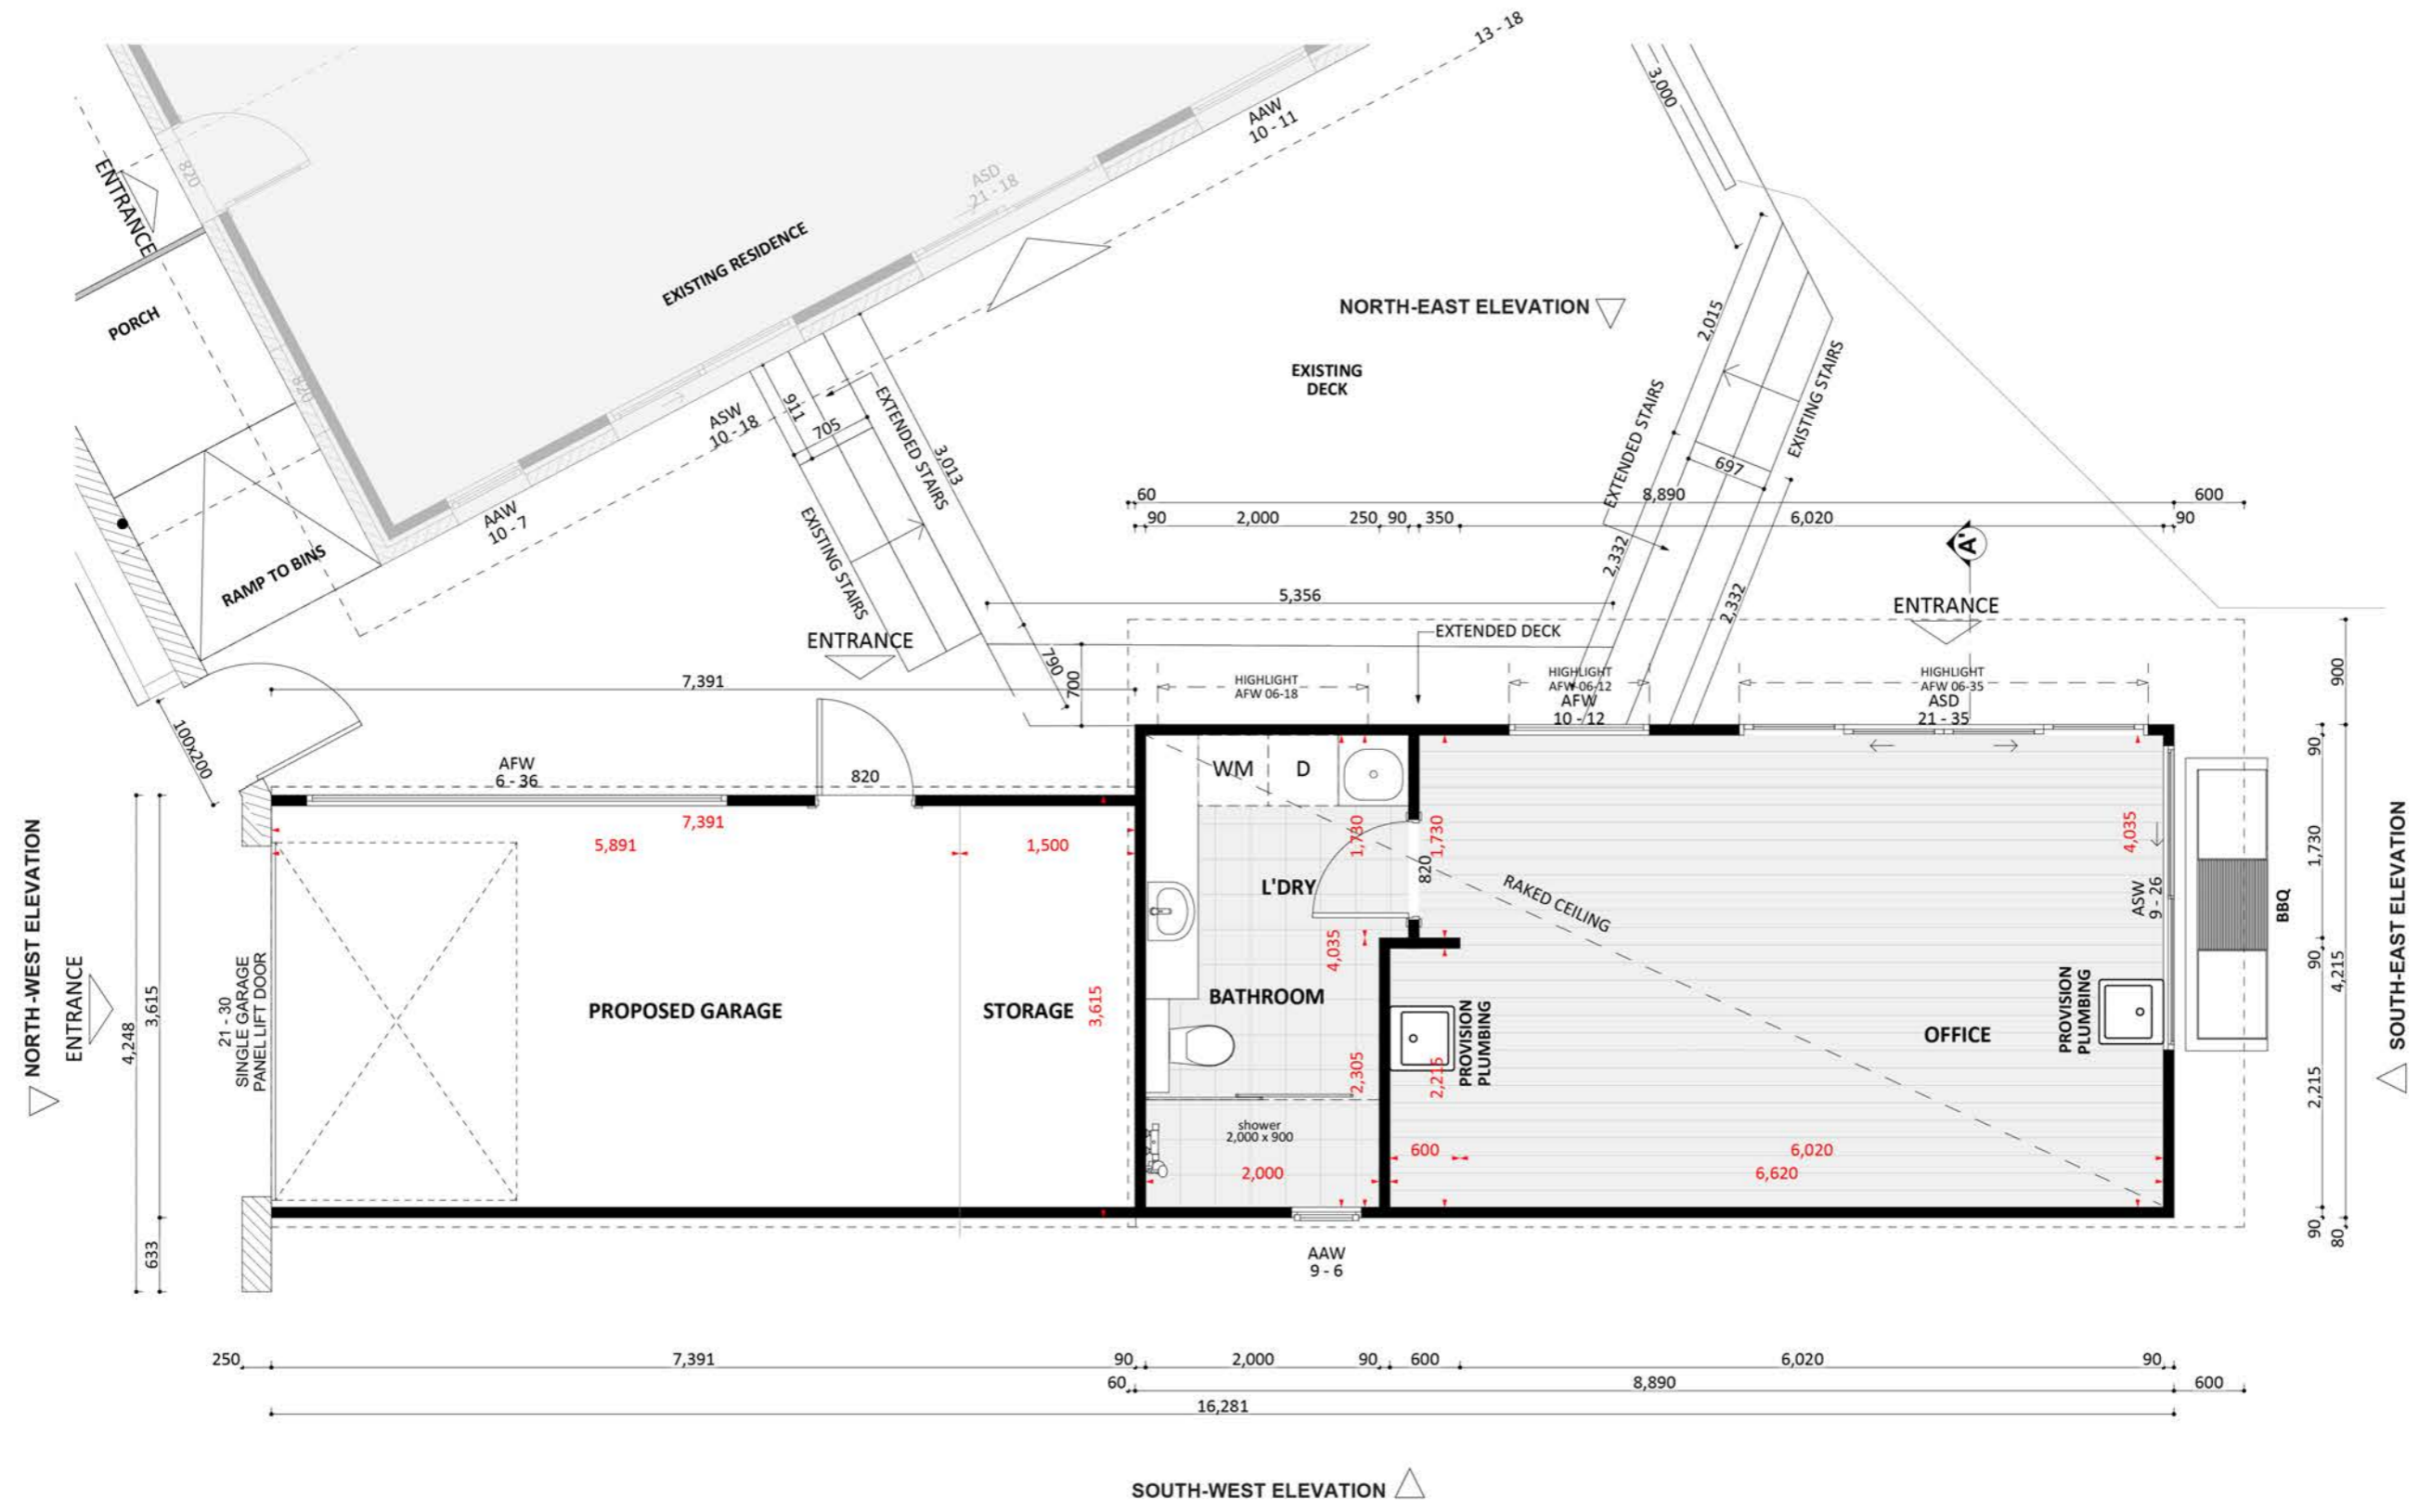 13 - 18
3,000
AAW
10 - 11
ENTRANCE
820
ASD
21 - 18
EXISTING RESIDENCE
PORCH
NORTH-EAST ELEVATION
2,015
EXISTING
DECK
820
ASW
10 - 18
911
705
EXTENDED STAIRS
3,013
EXISTING STAIRS
EXTENDED STAIRS
EXISTING STAIRS
697
60
8,890
600
90
2,000
250
90
350
6,020
90
AAW
10 - 7
RAMP TO BINS
2,332
2,332
A'
5,356
ENTRANCE
ENTRANCE
EXTENDED DECK
790
700
900
7,391
HIGHLIGHT
AFW 06-18
HIGHLIGHT
AFW 06-12
AFW
10 - 12
HIGHLIGHT
AFW 06-35
ASD
21 - 35
100x200
AFW
6 - 36
820
WM
D
90
7,391
5,891
1,500
1,730
1,730
820
4,035
1,730
L'DRY
RAKED CEILING
ASW
9 - 26
BBQ
NORTH-WEST ELEVATION
ENTRANCE
4,248
3,615
21 - 30
SINGLE GARAGE
PANEL LIFT DOOR
PROPOSED GARAGE
STORAGE
3,615
BATHROOM
4,035
2,305
PROVISION
PLUMBING
2,215
OFFICE
PROVISION
PLUMBING
90
4,215
2,215
SOUTH-EAST ELEVATION
shower
2,000 x 900
2,000
600
6,020
6,620
633
90
80
AAW
9 - 6
250
7,391
90
2,000
90
600
6,020
90
60
8,890
600
16,281
SOUTH-WEST ELEVATION